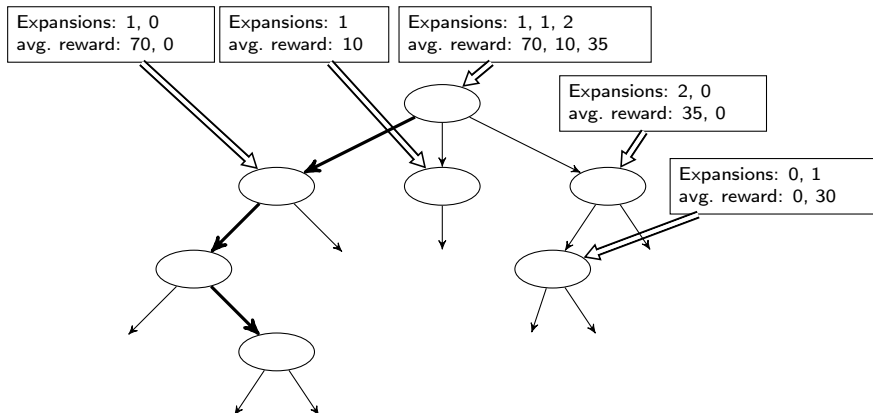 Expansions: 1, 0
avg. reward: 70, 0
Expansions: 1
avg. reward: 10
Expansions: 1, 1, 2
avg. reward: 70, 10, 35
Expansions: 2, 0
avg. reward: 35, 0
Expansions: 0, 1
avg. reward: 0, 30